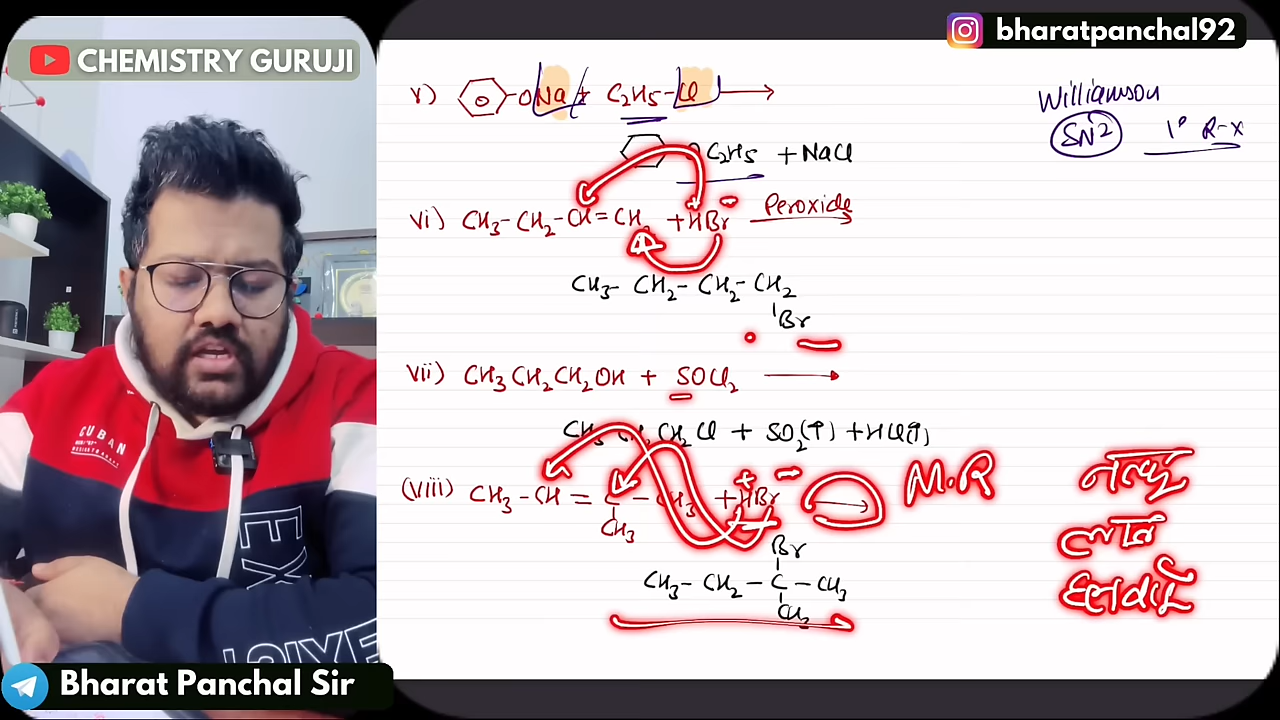 bharatpanchal92
CHEMISTRY GURUJI
v) ONa + C2H5-Cl →
Williamson
SN2 1° R-X
OC2H5 + NaCl
vi) CH3-CH2-CH=CH2 + HBr Peroxide
CH3-CH2-CH2-CH2
Br
vii) CH3CH2CH2OH + SOCl2 →
CH3CH2CH2Cl + SO2(↑) + HCl(↑)
(viii) CH3-CH=C-CH3 + HBr → M.R
CH3
Br
CH3-CH2-C-CH3
CH3
CUBAN
Bharat Panchal Sir